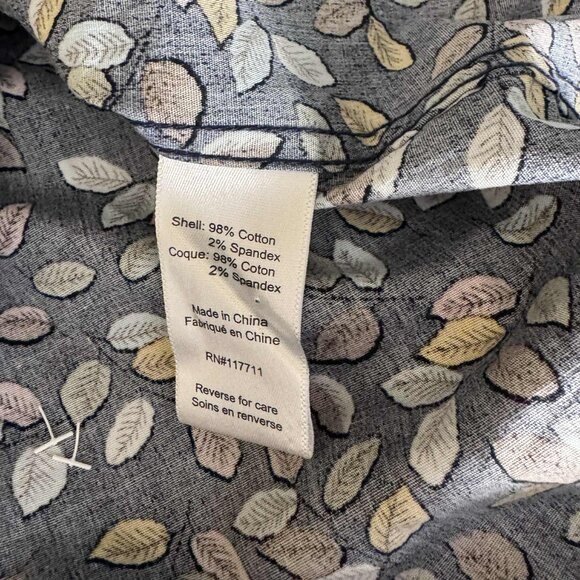 Shell: 98% Cotton
2% Spandex
Coque: 98% Coton
2% Spandex
Made in China
Fabriqué en Chine
RN#117711
Reverse for care
Soins en renverse